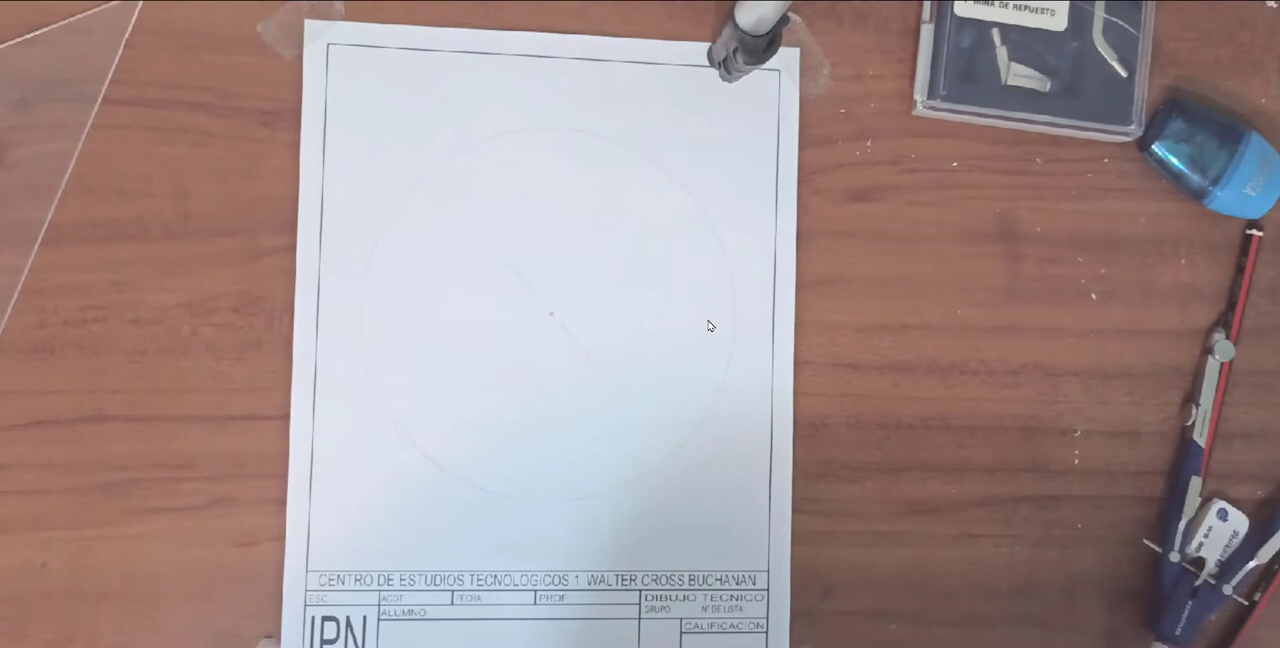 MINA DE REPUESTO
CENTRO DE ESTUDIOS TECNOLOGICOS 1 WALTER CROSS BUCHANAN
ESC. ACOT. FECHA PROF. DIBUJO TECNICO
ALUMNO GRUPO Nº DE LISTA
CALIFICACION
IPN